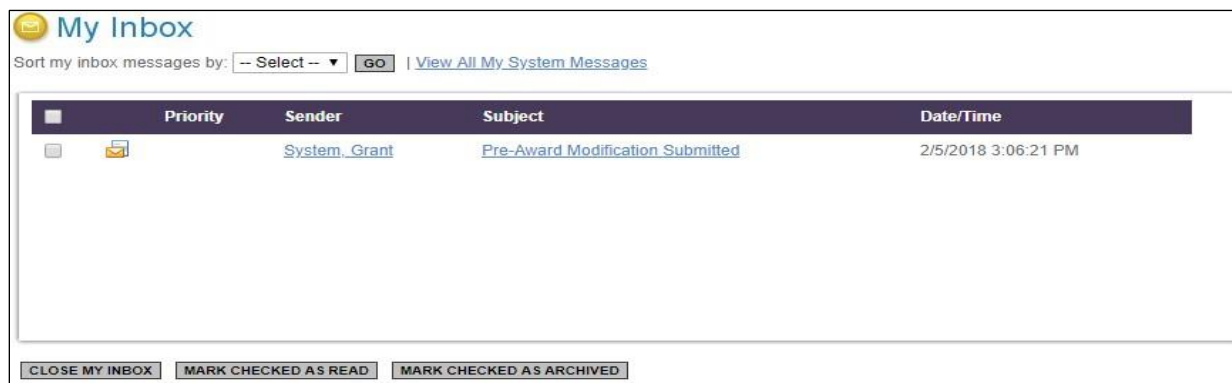 My Inbox
Sort my inbox messages by: -- Select -- GO | View All My System Messages
Priority Sender Subject Date/Time
System, Grant Pre-Award Modification Submitted 2/5/2018 3:06:21 PM
CLOSE MY INBOX MARK CHECKED AS READ MARK CHECKED AS ARCHIVED